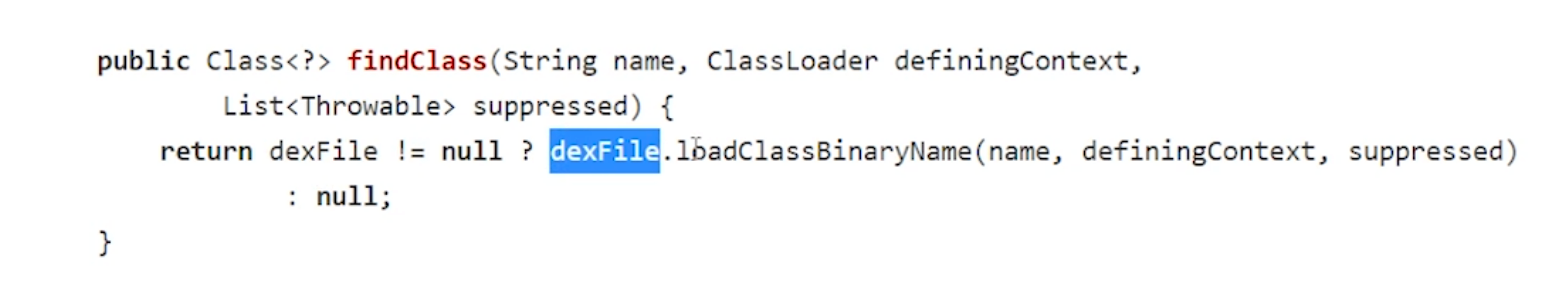 public Class<?> findClass(String name, ClassLoader definingContext,
List<Throwable> suppressed) {
return dexFile != null ? dexFile.loadClassBinaryName(name, definingContext, suppressed)
: null;
}